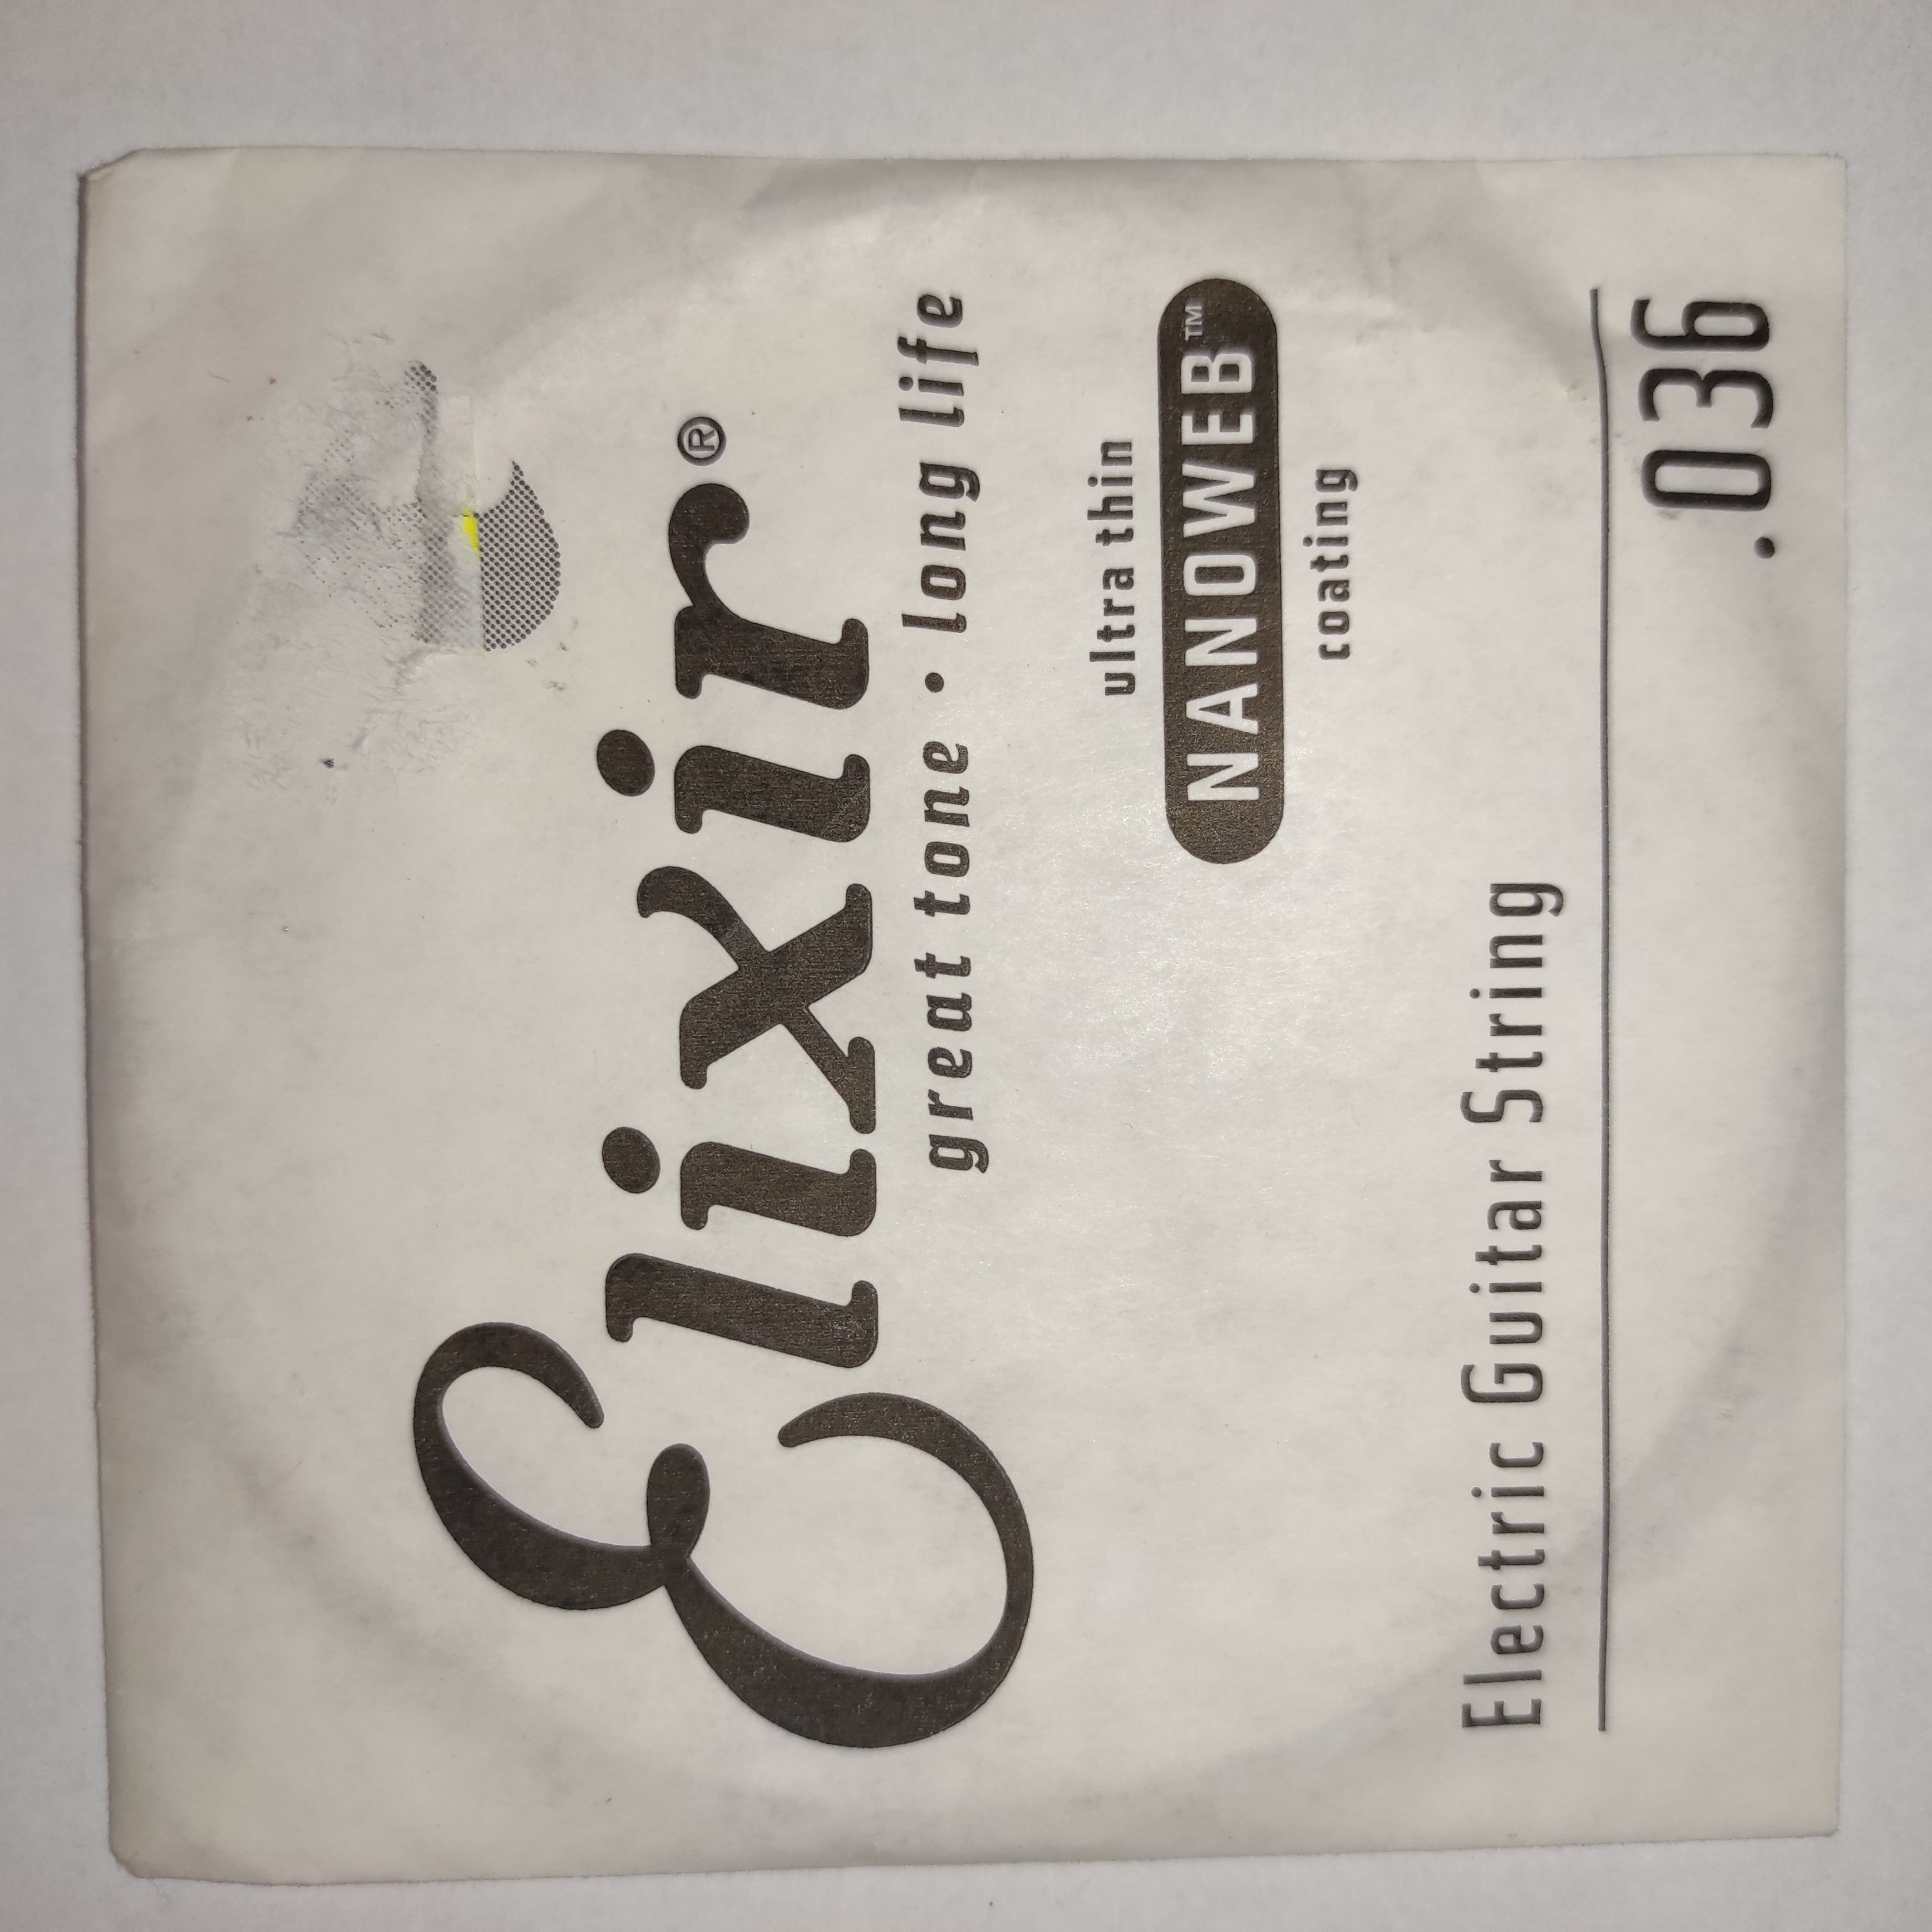 Elixir®
great tone • long life
ultra thin
NANOWEB™
coating
Electric Guitar String
.036